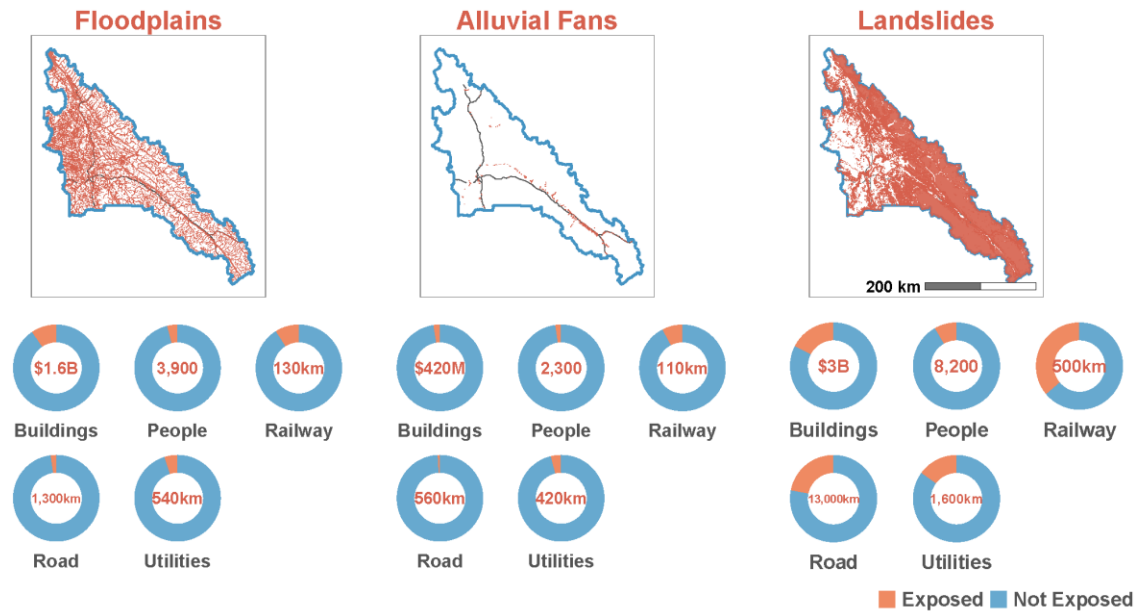 Floodplains Alluvial Fans Landslides
200 km
$1.6B 3,900 130km $420M 2,300 110km $3B 8,200 500km
Buildings People Railway Buildings People Railway Buildings People Railway
1,300km 540km 560km 420km 13,000km 1,600km
Road Utilities Road Utilities Road Utilities
Exposed Not Exposed